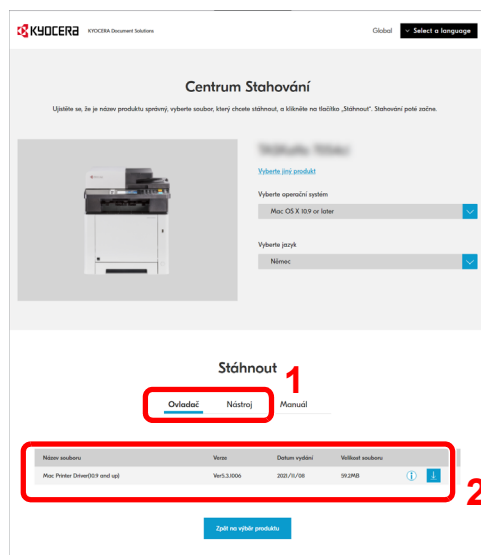 KYOCERA KYOCERA Document Solutions Global Select a language
Centrum Stahování
Ujistěte se, že je název produktu správný, vyberte soubor, který chcete stáhnout, a klikněte na tlačítko „Stáhnout". Stahování poté začne.
Vyberte jiný produkt
Vyberte operační systém
Mac OS X 10.9 or later
Vyberte jazyk
Němec
Stáhnout
1
Ovladač Nástroj Manuál
Název souboru Verze Datum vydání Velikost souboru
Mac Printer Driver(10.9 and up) Ver5.3.1006 2021/11/08 59.2MB
2
Zpět na výběr produktu